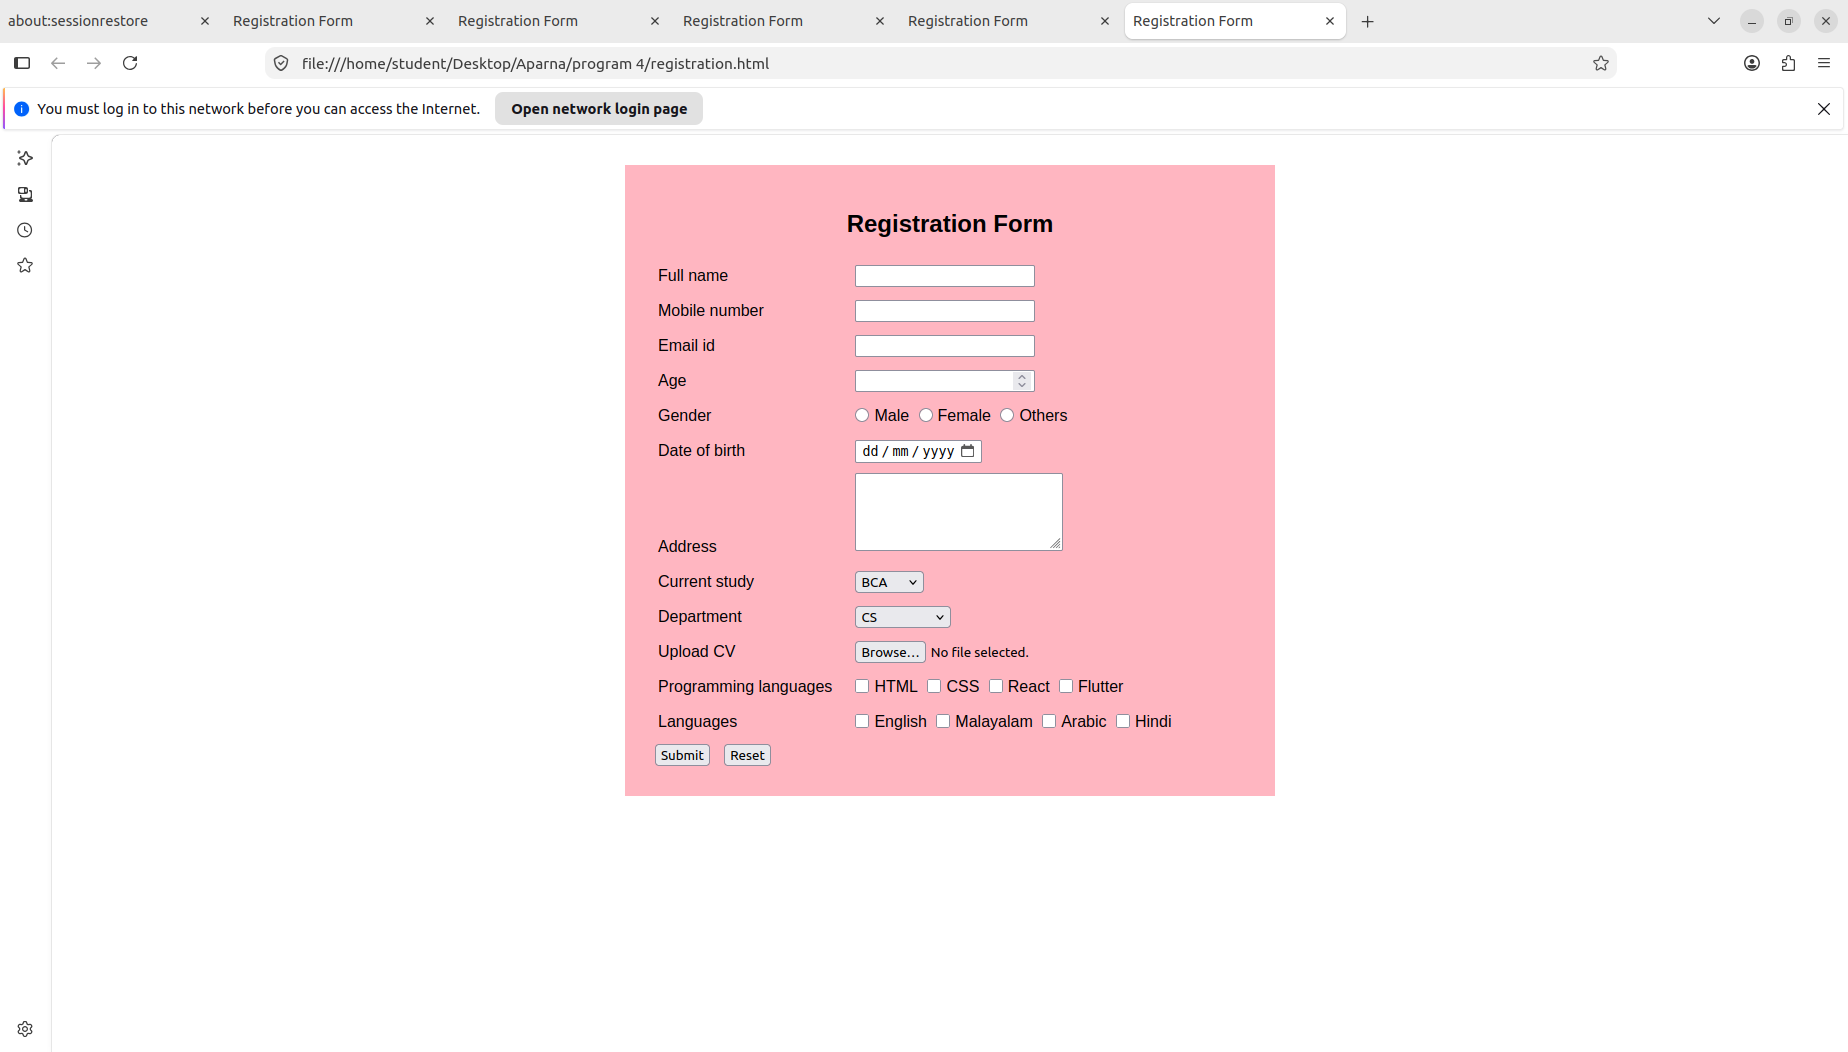 about:sessionrestore Registration Form Registration Form Registration Form Registration Form Registration Form
file:///home/student/Desktop/Aparna/program 4/registration.html
You must log in to this network before you can access the Internet. Open network login page
Registration Form
Full name
Mobile number
Email id
Age
Gender Male Female Others
Date of birth dd / mm / yyyy
Address
Current study BCA
Department CS
Upload CV Browse... No file selected.
Programming languages HTML CSS React Flutter
Languages English Malayalam Arabic Hindi
Submit Reset